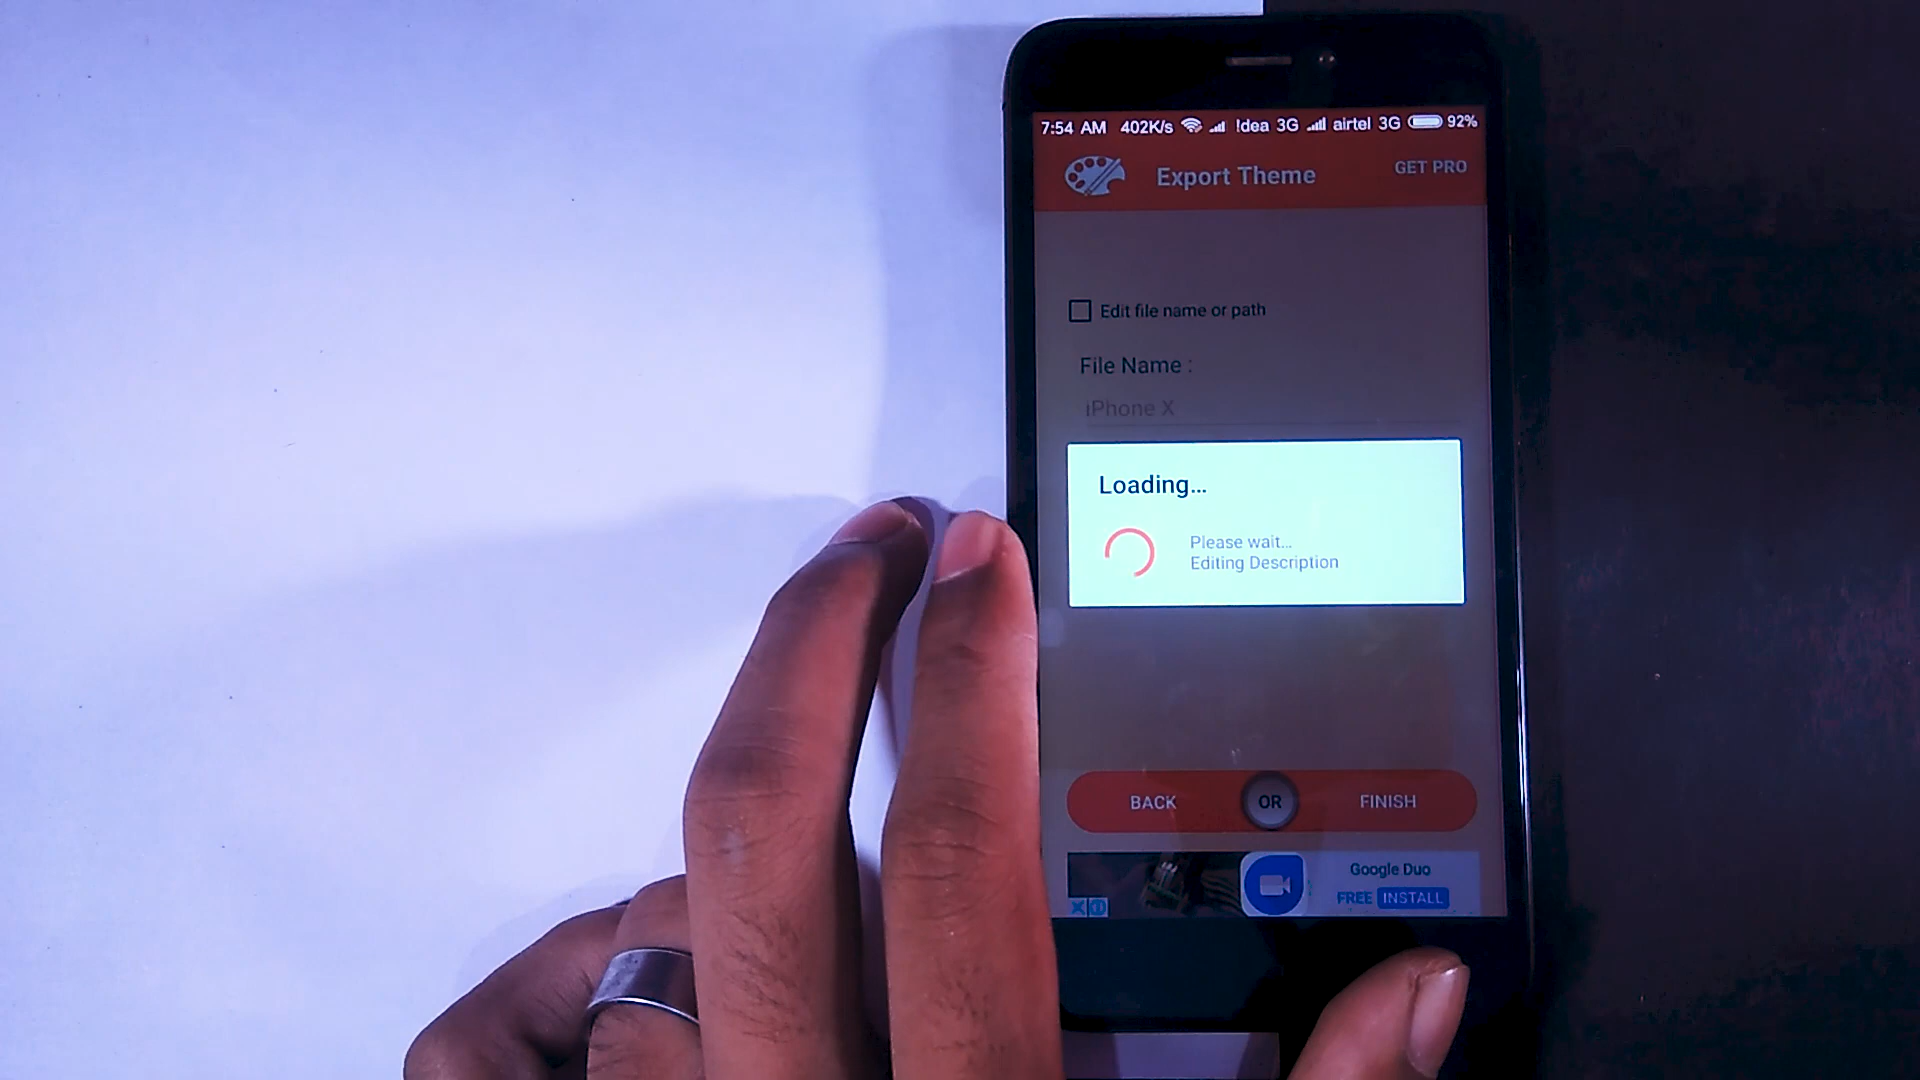 7:54 AM 402K/s !dea 3G airtel 3G 92%
Export Theme
GET PRO
Edit file name or path
File Name :
iPhone X
Loading...
Please wait...
Editing Description
BACK
OR
FINISH
Google Duo
FREE INSTALL